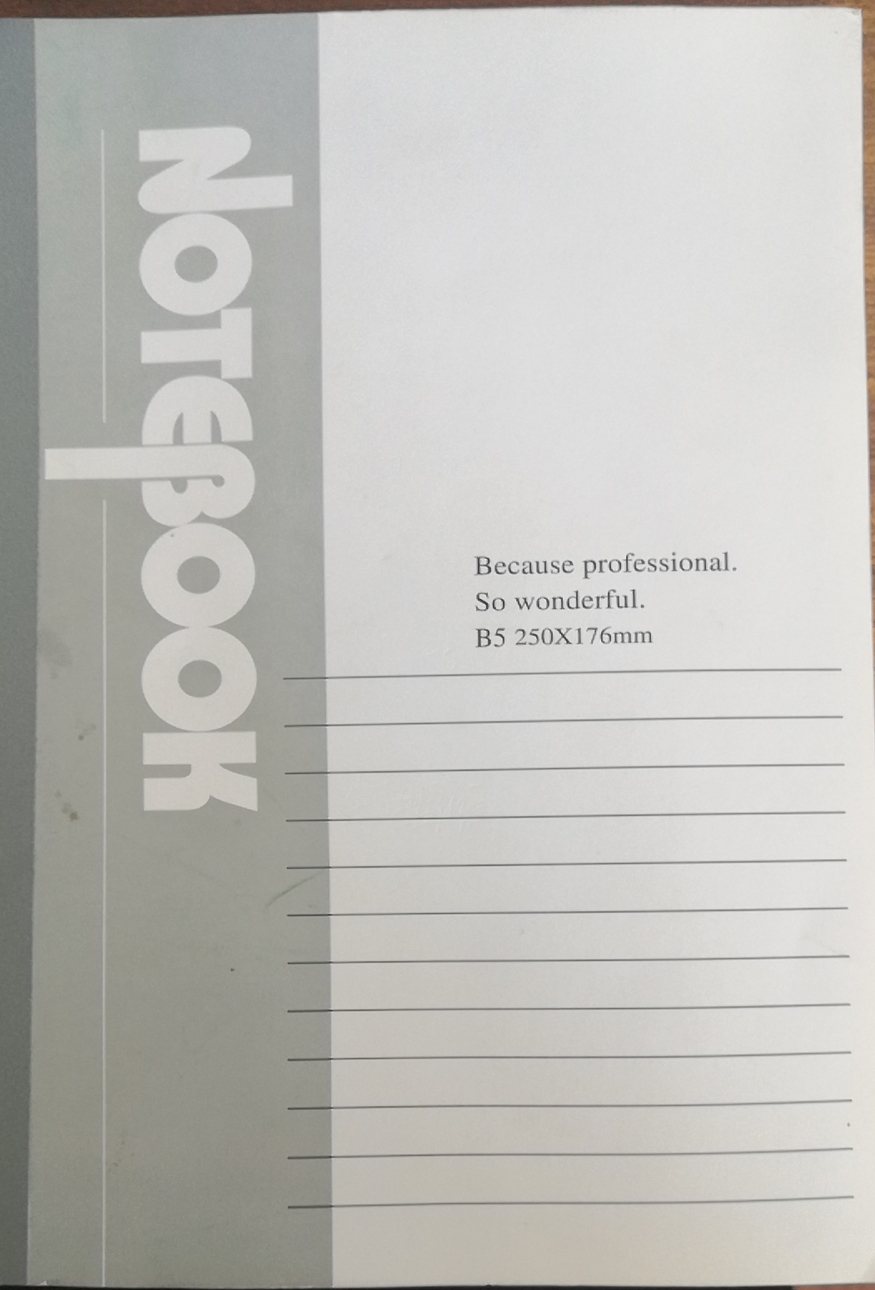 NOTEBOOK
Because professional.
So wonderful.
B5 250X176mm